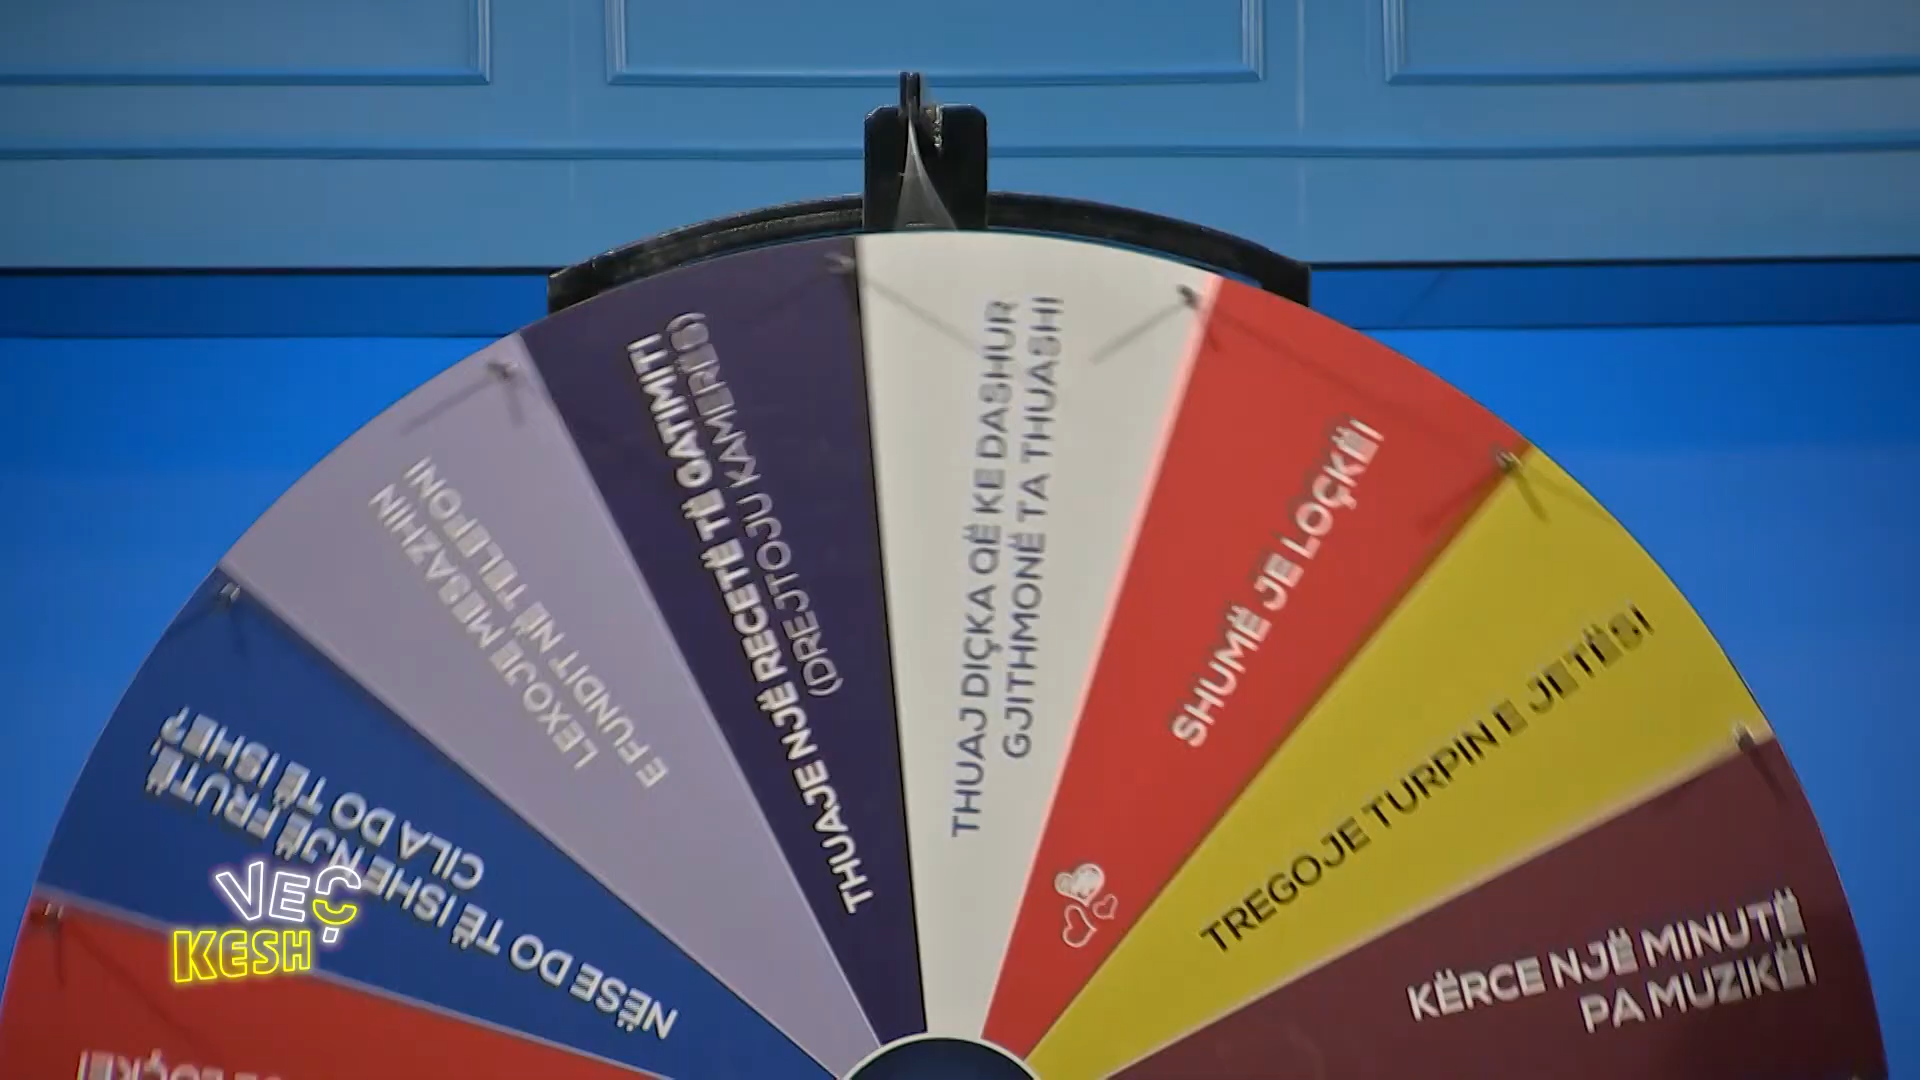 NËSE DO TË ISHE NJË FRUTË,
CILA DO TË ISHE?
LEXOJE MESAZHIN
E FUNDIT NË TELEFON!
THUAJE NJË RECETË TË GATIMIT!
(DREJTOJU KAMERËS)
THUAJ DIÇKA QË KE DASHUR
GJITHMONË TA THUASH!
SHUMË JE LOÇKË!
TREGOJE TURPIN E JETËS!
KËRCE NJË MINUTË
PA MUZIKË!
VEÇ
KESH